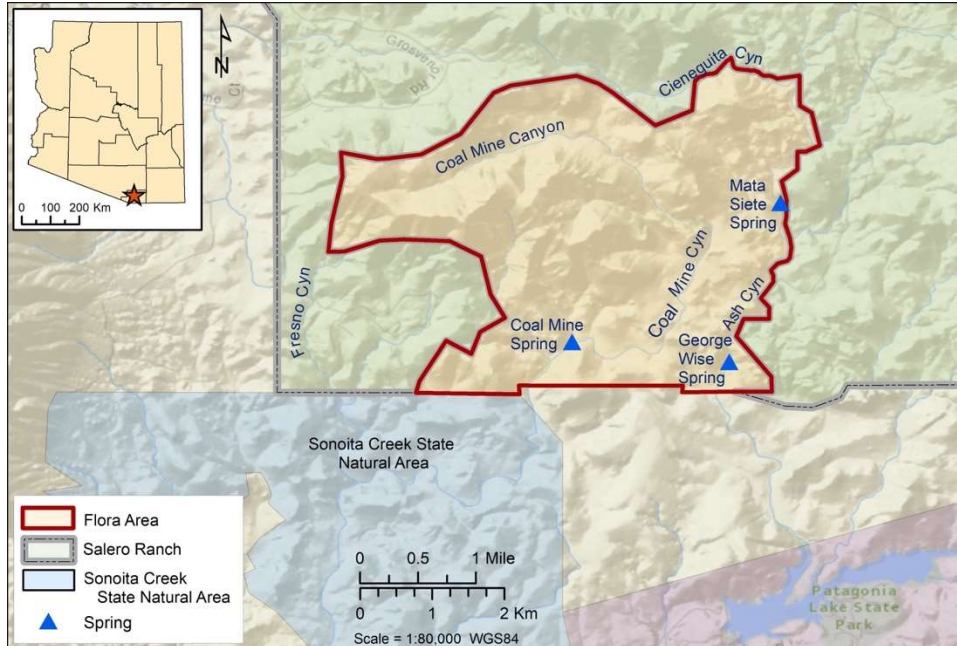 N
0 100 200 Km
Grosvenor
Rd
Cienequita Cyn
Coal Mine Canyon
Mata
Siete
Spring
Coal Mine Cyn
Ash Cyn
Fresno Cyn
Coal Mine
Spring
George
Wise
Spring
Sonoita Creek State
Natural Area
Flora Area
Salero Ranch
Sonoita Creek
State Natural Area
Spring
0 0.5 1 Mile
0 1 2 Km
Scale = 1:80,000 WGS84
Patagonia
Lake State
Park